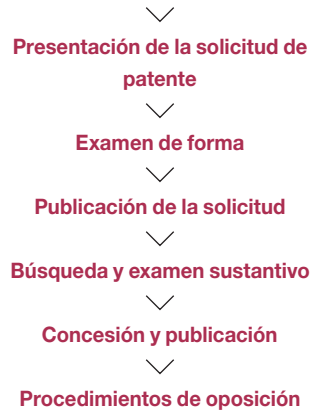 Presentación de la solicitud de
patente
Examen de forma
Publicación de la solicitud
Búsqueda y examen sustantivo
Concesión y publicación
Procedimientos de oposición